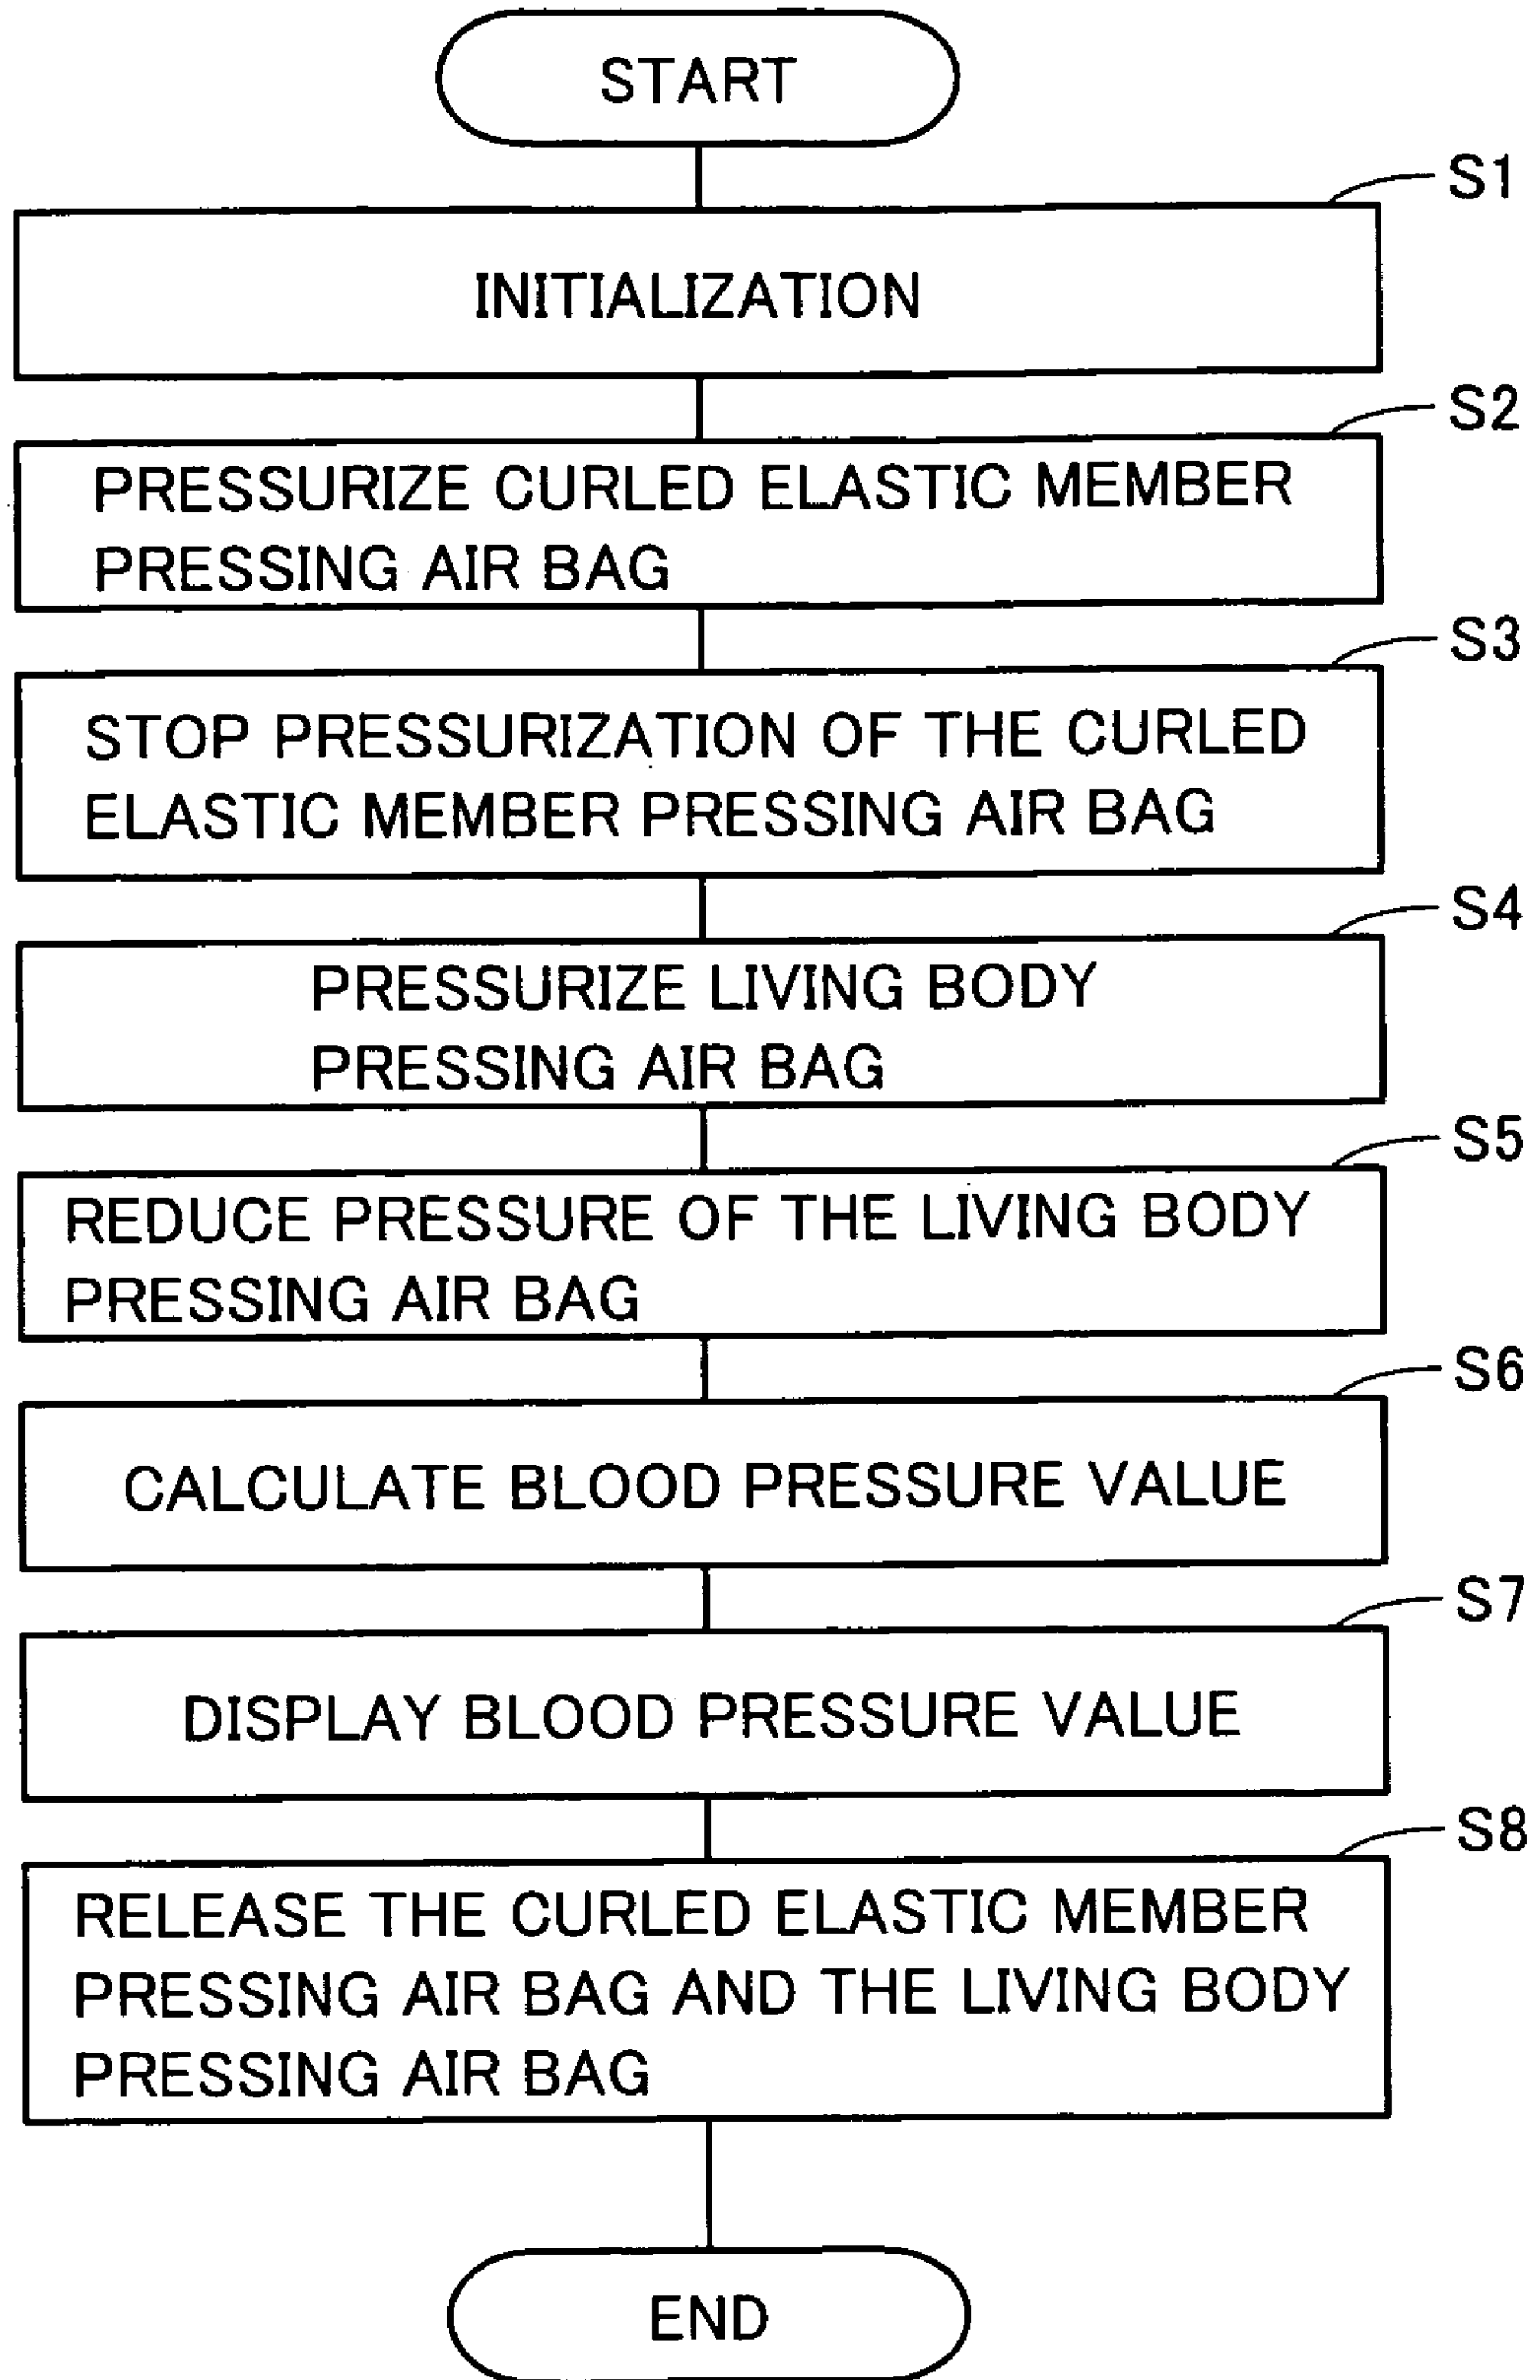 START
S1
INITIALIZATION
S2
PRESSURIZE CURLED ELASTIC MEMBER
PRESSING AIR BAG
S3
STOP PRESSURIZATION OF THE CURLED
ELASTIC MEMBER PRESSING AIR BAG
S4
PRESSURIZE LIVING BODY
PRESSING AIR BAG
S5
REDUCE PRESSURE OF THE LIVING BODY
PRESSING AIR BAG
S6
CALCULATE BLOOD PRESSURE VALUE
S7
DISPLAY BLOOD PRESSURE VALUE
S8
RELEASE THE CURLED ELASTIC MEMBER
PRESSING AIR BAG AND THE LIVING BODY
PRESSING AIR BAG
END